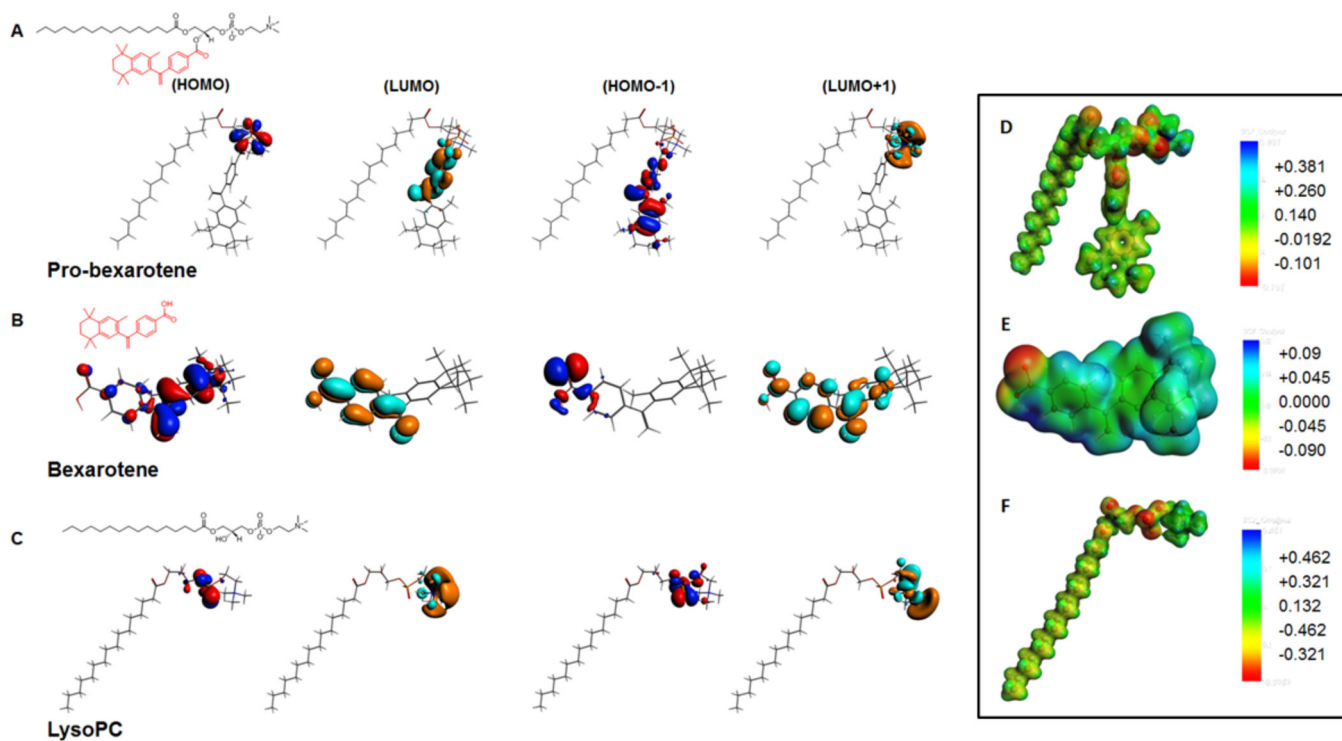 A
O
O
O
O
P
O
O-
O
N+
H
O
O
(HOMO)
(LUMO)
(HOMO-1)
(LUMO+1)
Pro-bexarotene
B
OH
O
Bexarotene
C
O
O
HO
H
O
P
O
O-
O
N+
LysoPC
D
+0.381
+0.260
0.140
-0.0192
-0.101
E
+0.09
+0.045
0.0000
-0.045
-0.090
F
+0.462
+0.321
0.132
-0.462
-0.321